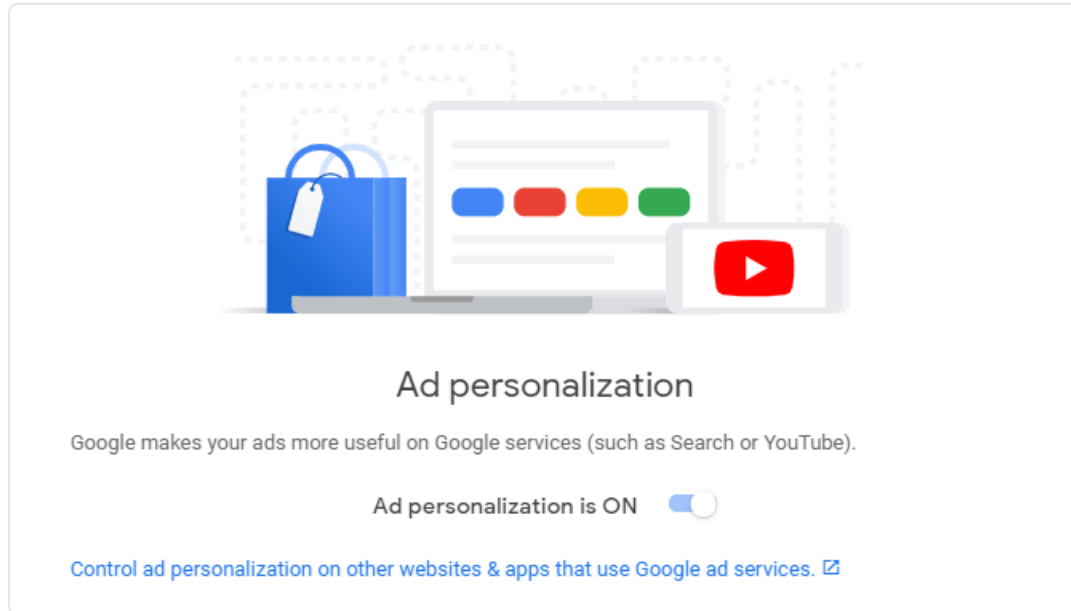 Ad personalization
Google makes your ads more useful on Google services (such as Search or YouTube).
Ad personalization is ON
Control ad personalization on other websites & apps that use Google ad services.